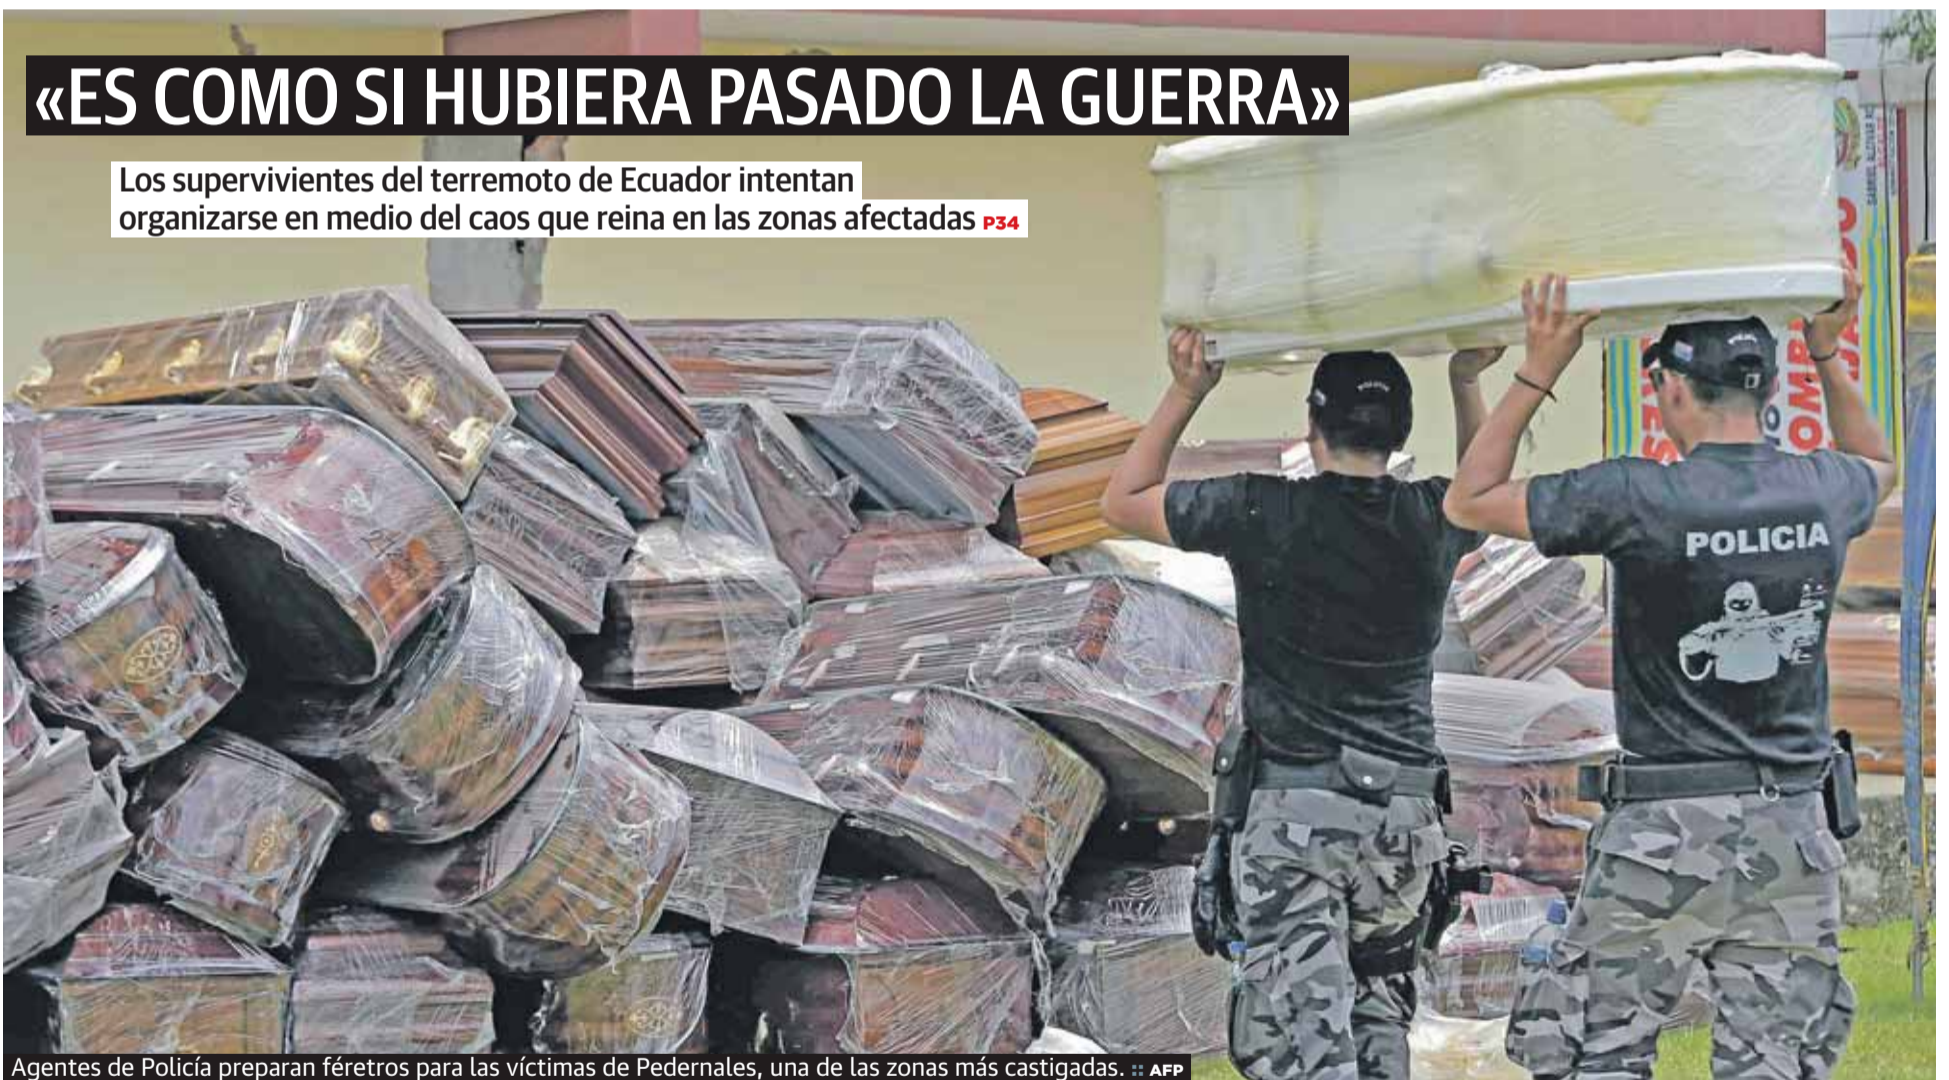 «ES COMO SI HUBIERA PASADO LA GUERRA»
Los supervivientes del terremoto de Ecuador intentan
organizarse en medio del caos que reina en las zonas afectadas P34
POLICIA
Agentes de Policía preparan féretros para las víctimas de Pedernales, una de las zonas más castigadas. :: AFP